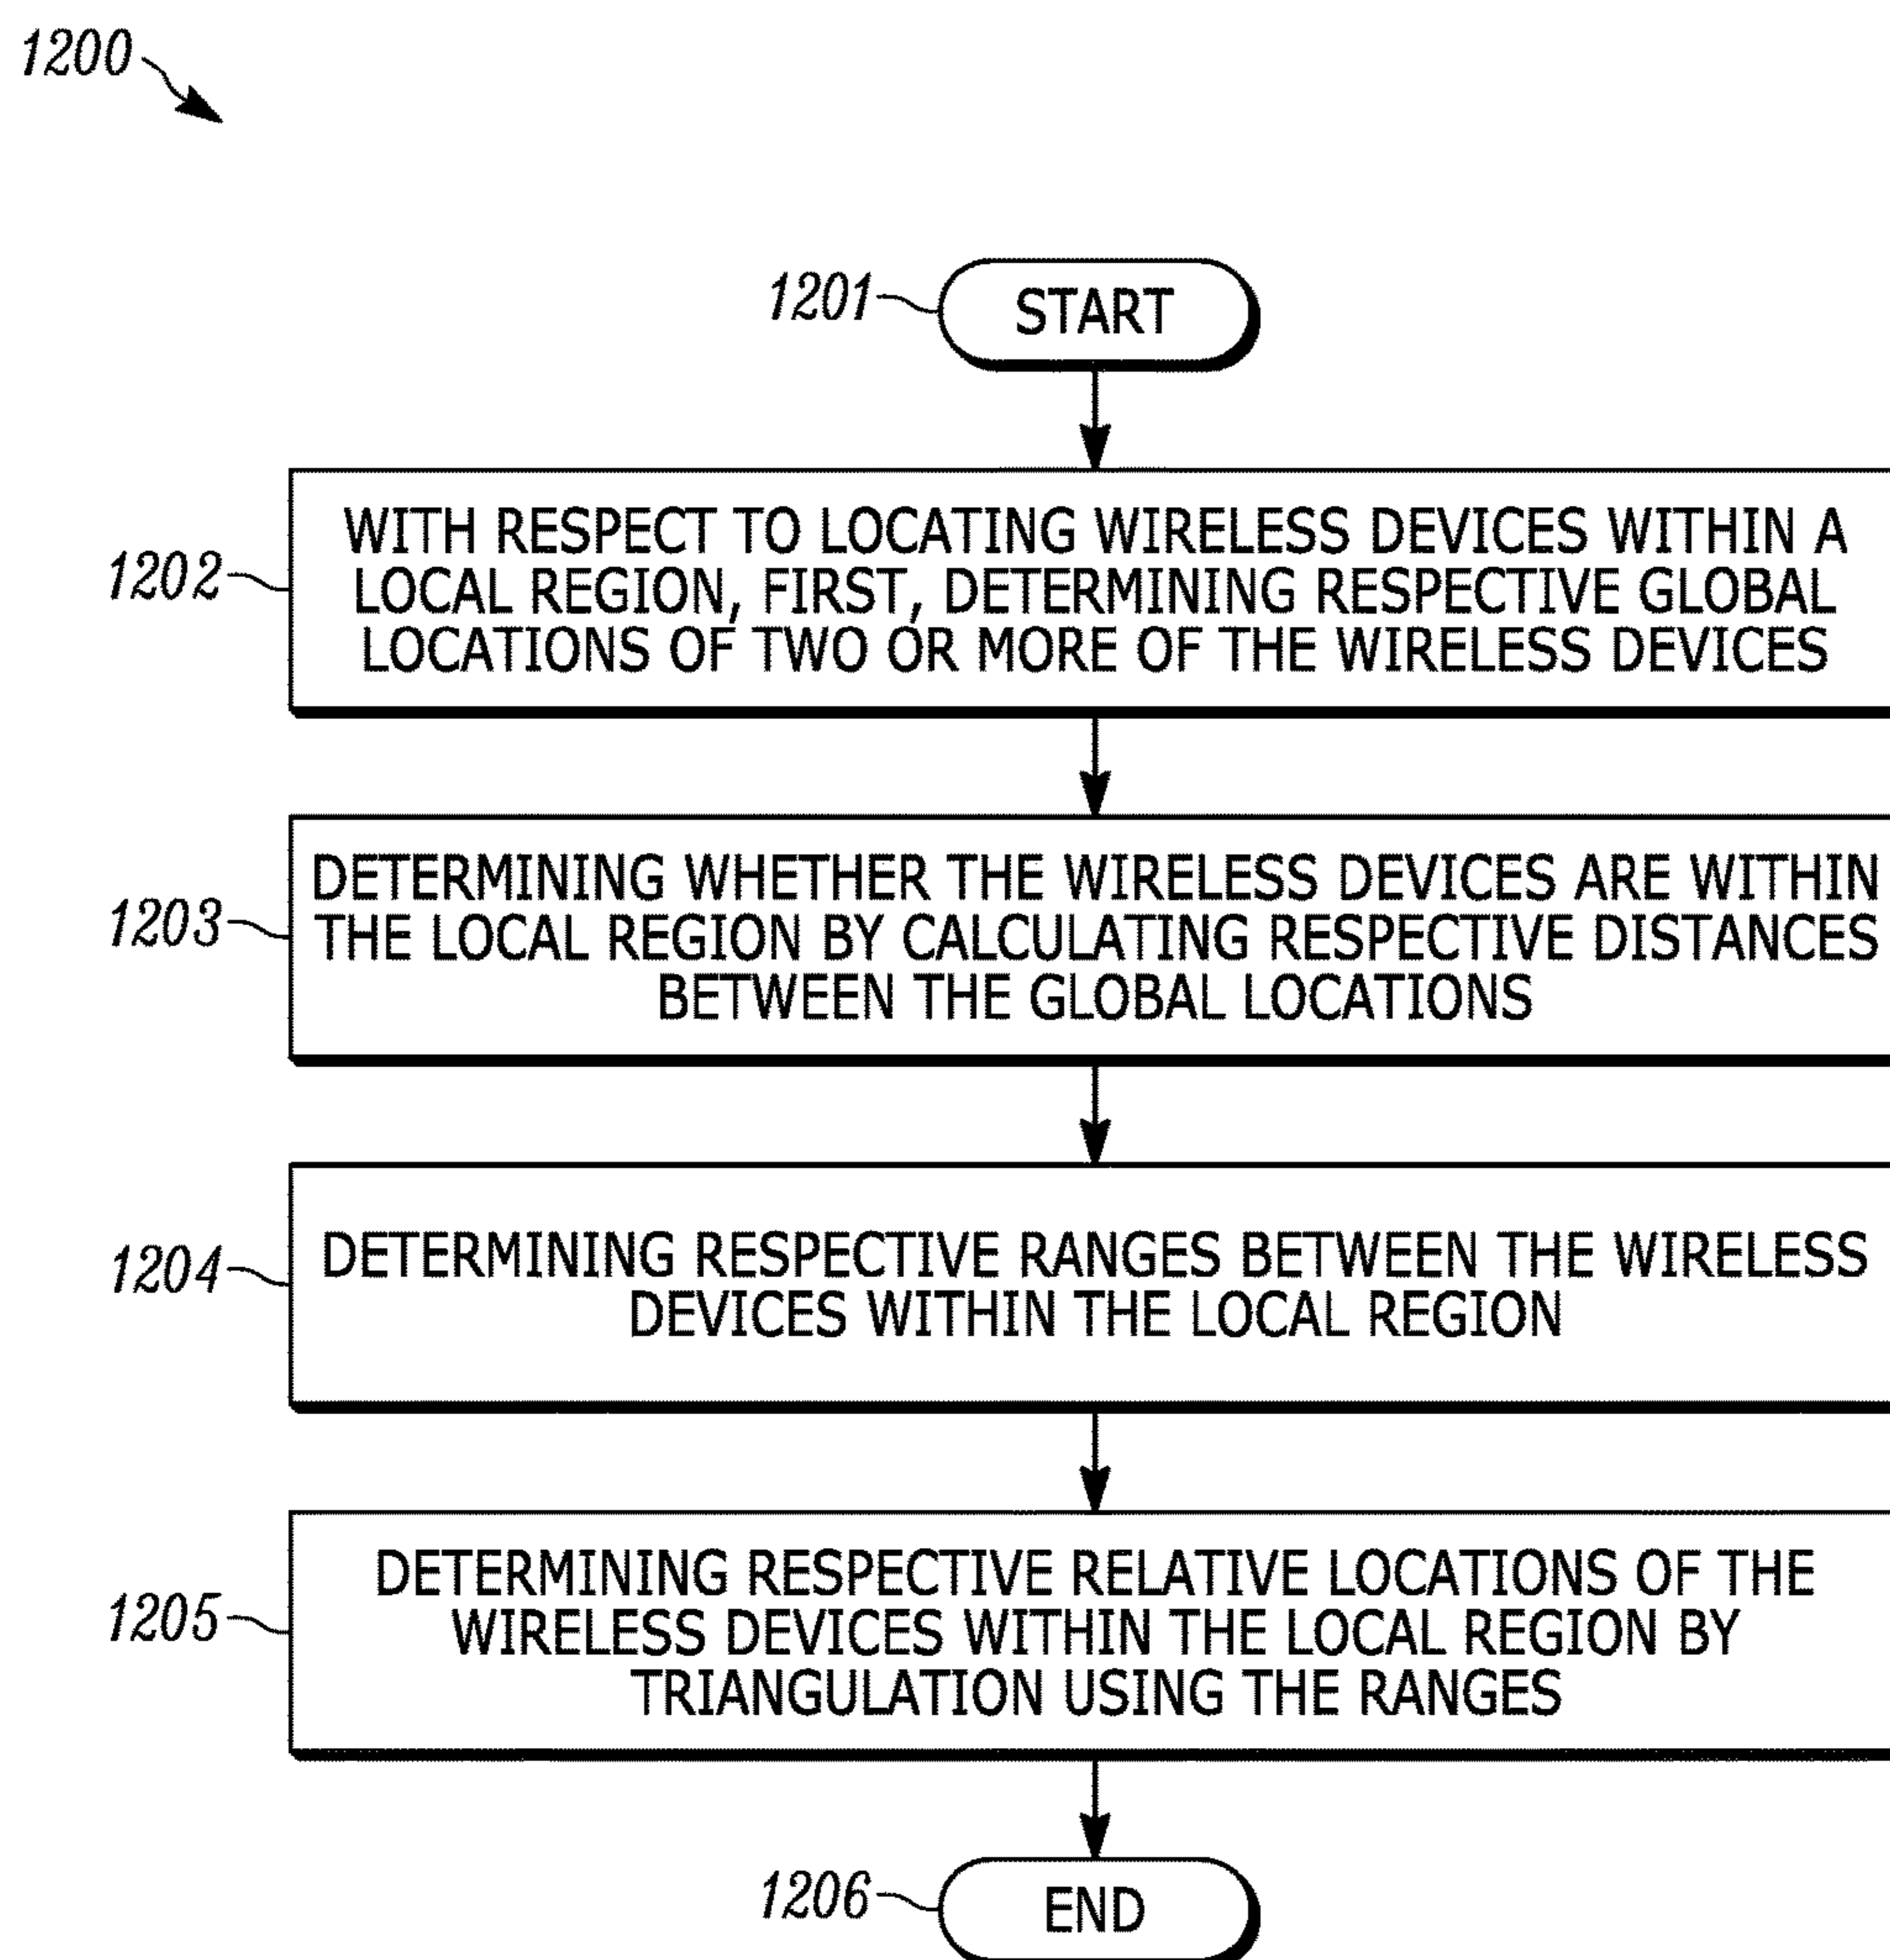 1200
1201
START
1202
WITH RESPECT TO LOCATING WIRELESS DEVICES WITHIN A
LOCAL REGION, FIRST, DETERMINING RESPECTIVE GLOBAL
LOCATIONS OF TWO OR MORE OF THE WIRELESS DEVICES
1203
DETERMINING WHETHER THE WIRELESS DEVICES ARE WITHIN
THE LOCAL REGION BY CALCULATING RESPECTIVE DISTANCES
BETWEEN THE GLOBAL LOCATIONS
1204
DETERMINING RESPECTIVE RANGES BETWEEN THE WIRELESS
DEVICES WITHIN THE LOCAL REGION
1205
DETERMINING RESPECTIVE RELATIVE LOCATIONS OF THE
WIRELESS DEVICES WITHIN THE LOCAL REGION BY
TRIANGULATION USING THE RANGES
1206
END